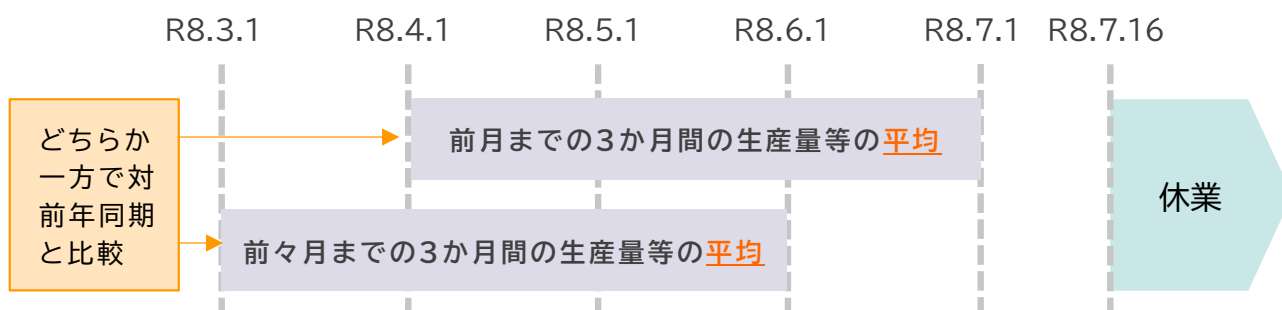 R8.3.1 R8.4.1 R8.5.1 R8.6.1 R8.7.1 R8.7.16
どちらか
一方で対
前年同期
と比較
前月までの3か月間の生産量等の平均
前々月までの3か月間の生産量等の平均
休業